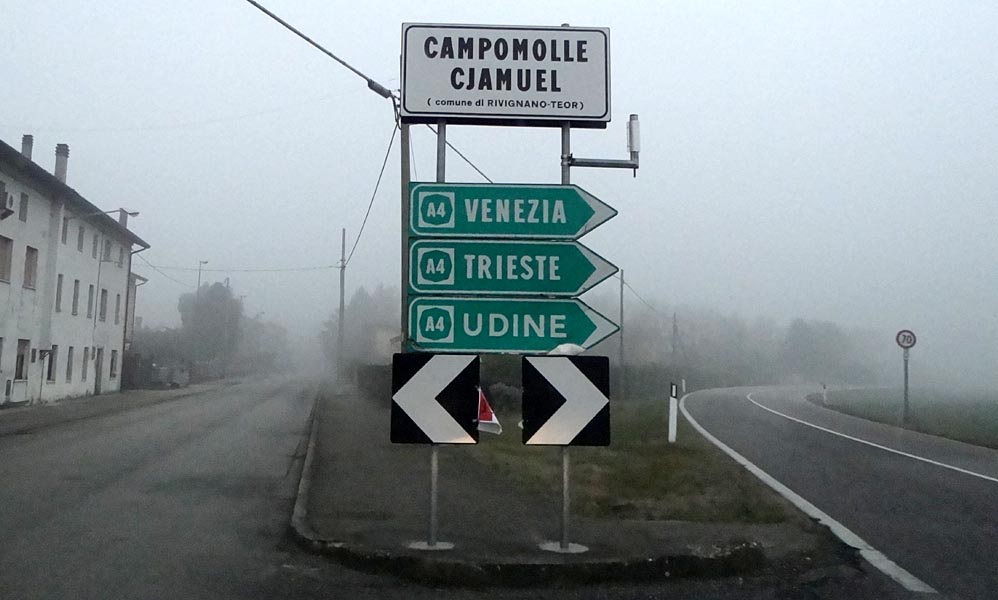 CAMPOMOLLE
CJAMUEL
( comune di RIVIGNANO-TEOR)
A4 VENEZIA
A4 TRIESTE
A4 UDINE
70